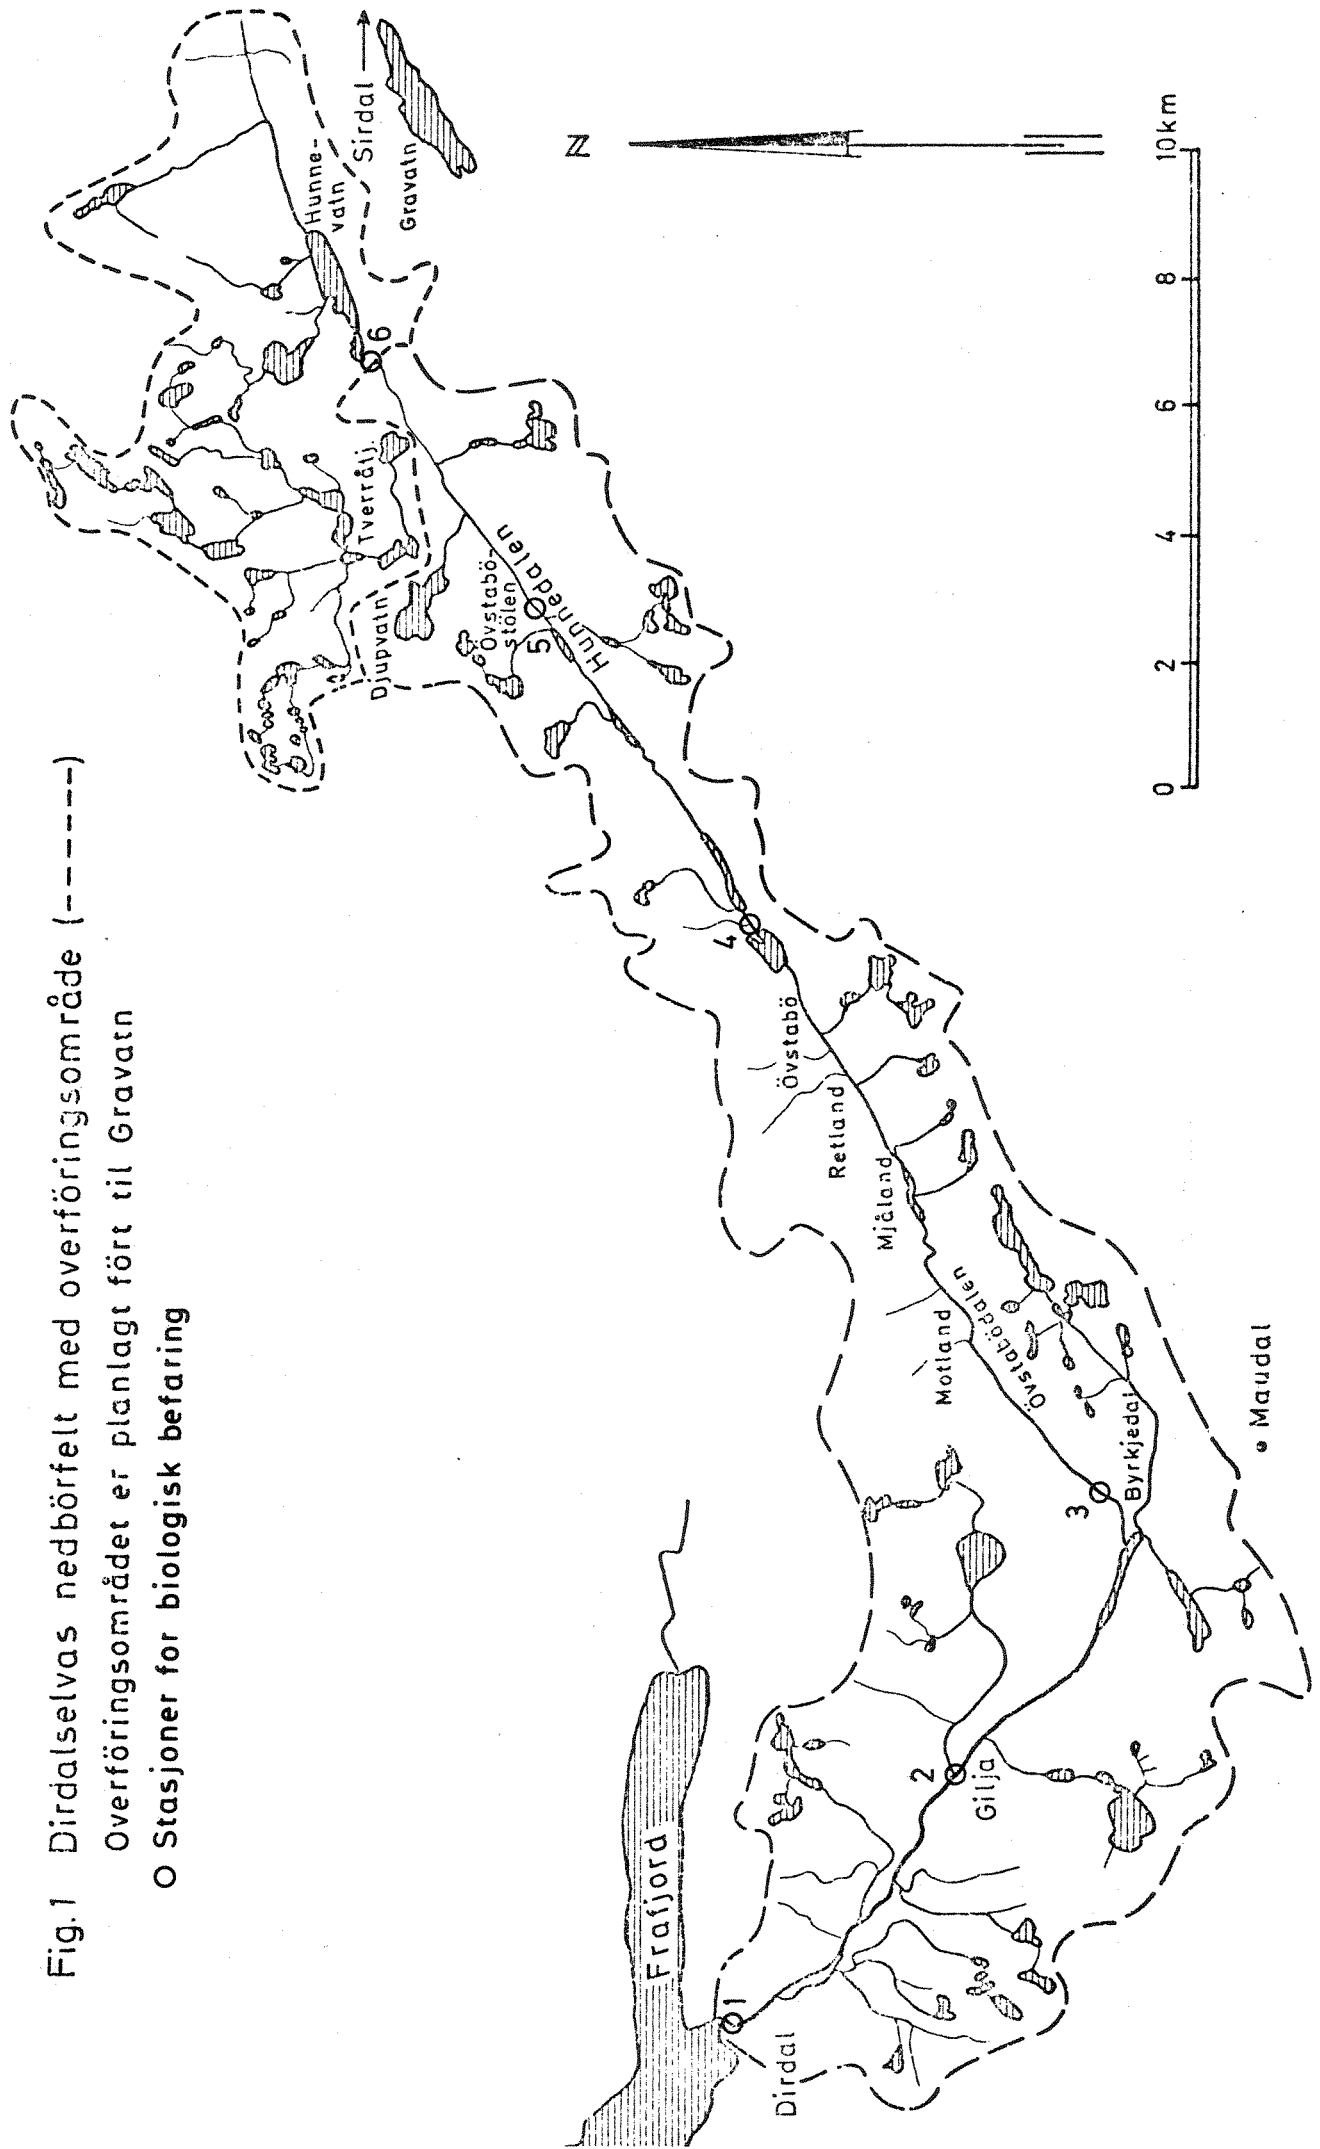 Fig.1 Dirdalselvas nedbörfelt med overföringsområde (------)
Overföringsområdet er planlagt fört til Gravatn
O Stasjoner for biologisk befaring
Sirdal
Gravatn
Hunne-
vatn
6
Tverråtj.
Djupvatn
Övstabö-
stölen
5
Hunnedalen
4
Övstabö
Retland
Mjåland
Motland
Övstabödalen
Byrkjedal
3
Maudal
Frafjord
2
Gilja
1
Dirdal
N
0 2 4 6 8 10km